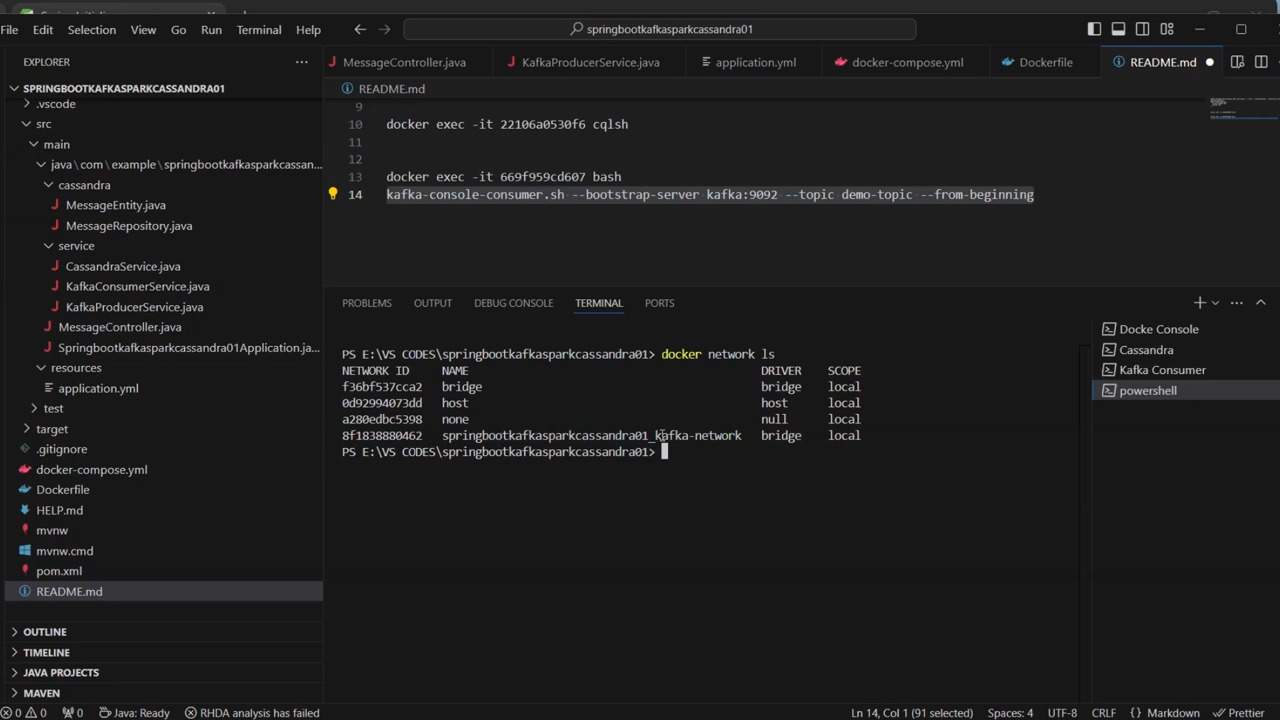 File Edit Selection View Go Run Terminal Help
springbootkafkasparkcassandra01
EXPLORER
SPRINGBOOTKAFKASPARKCASSANDRA01
.vscode
src
main
java\com\example\springbootkafkasparkcassan...
cassandra
MessageEntity.java
MessageRepository.java
service
CassandraService.java
KafkaConsumerService.java
KafkaProducerService.java
MessageController.java
Springbootkafkasparkcassandra01Application.ja...
resources
application.yml
test
target
.gitignore
docker-compose.yml
Dockerfile
HELP.md
mvnw
mvnw.cmd
pom.xml
README.md
OUTLINE
TIMELINE
JAVA PROJECTS
MAVEN
MessageController.java KafkaProducerService.java application.yml docker-compose.yml Dockerfile README.md
README.md
9
10 docker exec -it 22106a0530f6 cqlsh
11
12
13 docker exec -it 669f959cd607 bash
14 kafka-console-consumer.sh --bootstrap-server kafka:9092 --topic demo-topic --from-beginning
PROBLEMS OUTPUT DEBUG CONSOLE TERMINAL PORTS
PS E:\VS CODES\springbootkafkasparkcassandra01> docker network ls
NETWORK ID NAME DRIVER SCOPE
f36bf537cca2 bridge bridge local
0d92994073dd host host local
a280edbc5398 none null local
8f1838880462 springbootkafkasparkcassandra01_kafka-network bridge local
PS E:\VS CODES\springbootkafkasparkcassandra01>
Docke Console
Cassandra
Kafka Consumer
powershell
0 0 0 Java: Ready RHDA analysis has failed Ln 14, Col 1 (91 selected) Spaces: 4 UTF-8 CRLF {} Markdown Prettier